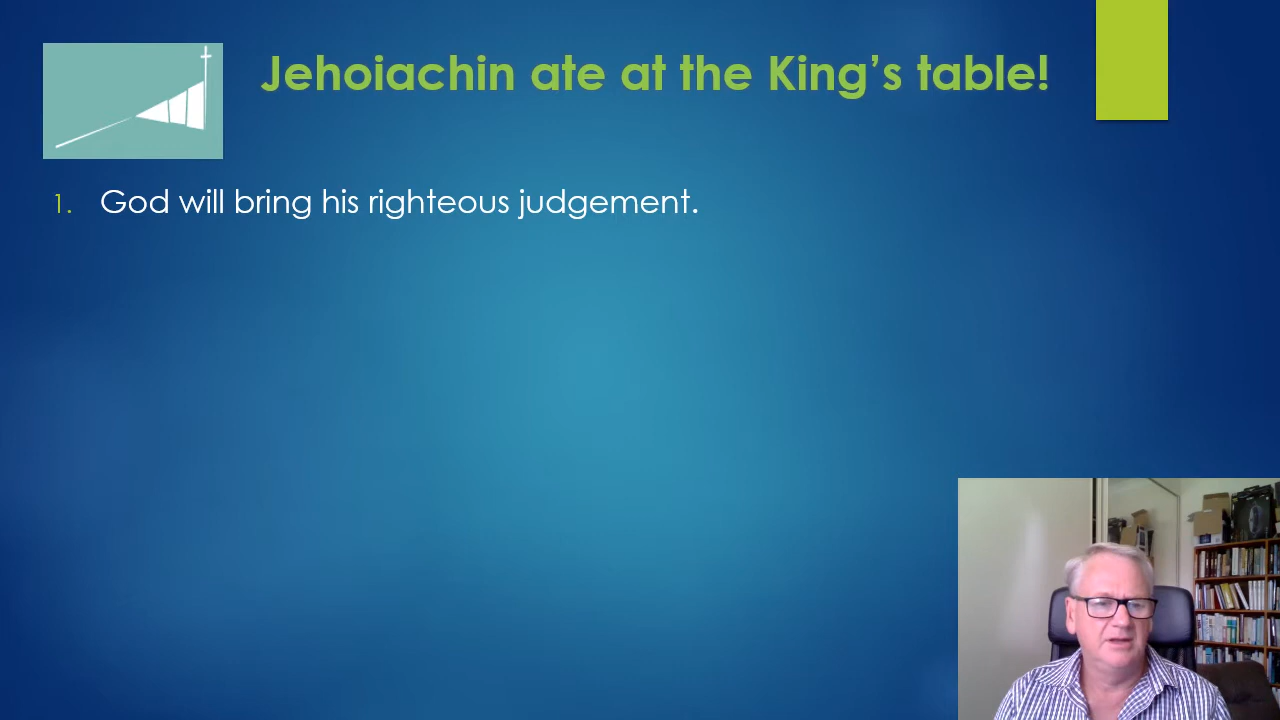 Jehoiachin ate at the King’s table!
1. God will bring his righteous judgement.